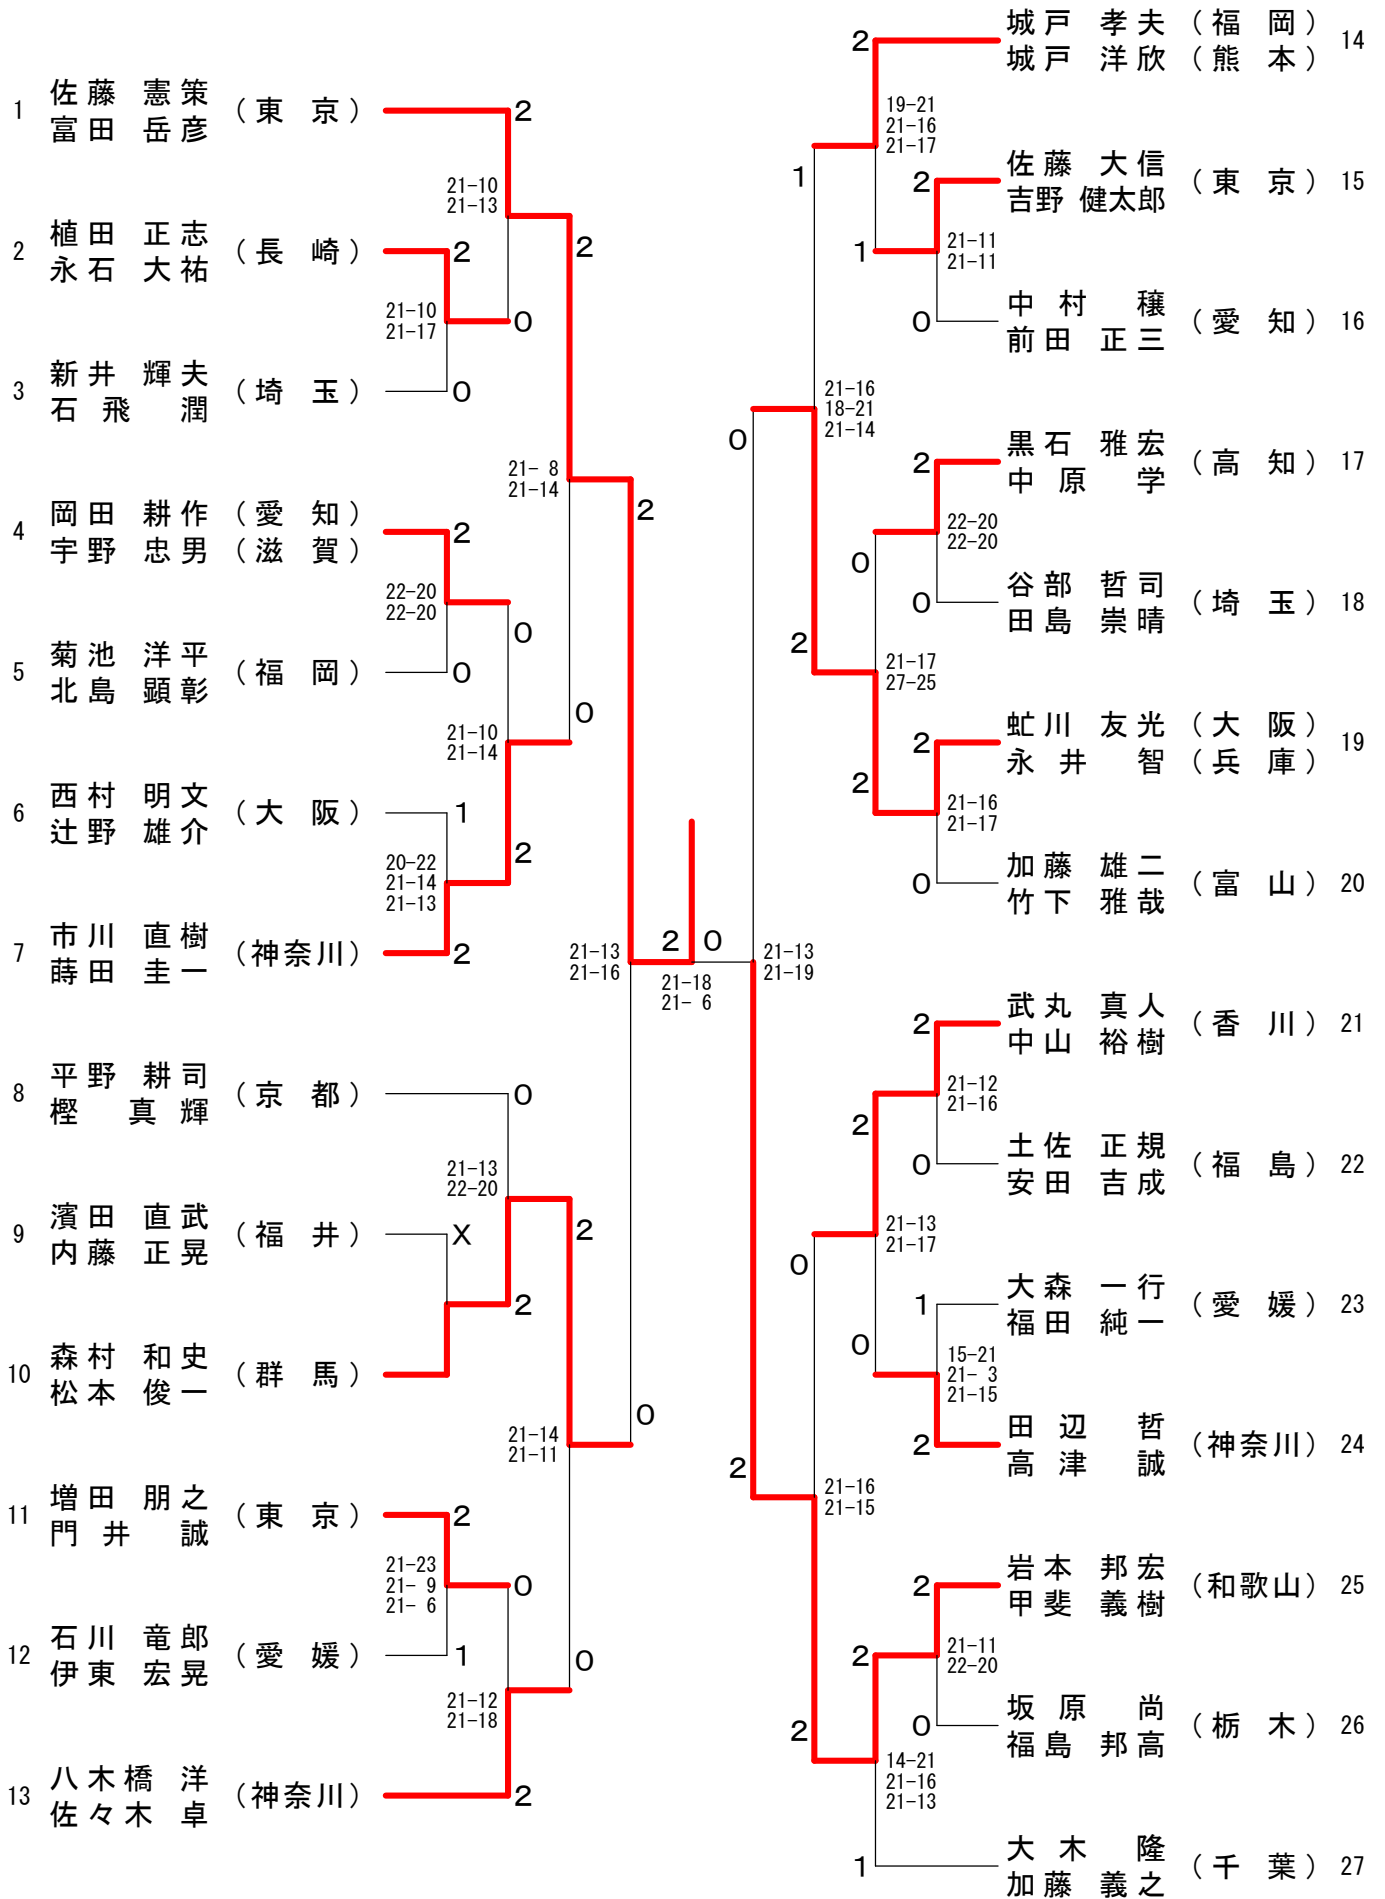 1 佐藤 憲策 (東 京) 2
富田 岳彦
21-10
21-13
2 植田 正志 (長 崎) 2
永石 大祐
2
21-10
21-17
0
3 新井 輝夫 (埼 玉) 0
石飛 潤
21- 8
21-14
2
4 岡田 耕作 (愛 知) 2
宇野 忠男 (滋 賀)
22-20
22-20
0
5 菊池 洋平 (福 岡) 0
北島 顕彰
0
21-10
21-14
6 西村 明文 (大 阪) 1
辻野 雄介
20-22
21-14
21-13
2
7 市川 直樹 (神奈川) 2
蒔田 圭一
21-13
21-16
2 0
21-18
21- 6
8 平野 耕司 (京 都) 0
樫 真輝
21-13
22-20
9 濱田 直武 (福 井) X
内藤 正晃
2
2
10 森村 和史 (群 馬)
松本 俊一
0
21-14
21-11
11 増田 朋之 (東 京) 2
門井 誠
21-23
21- 9
21- 6
0
12 石川 竜郎 (愛 媛) 1
伊東 宏晃
0
21-12
21-18
13 八木橋 洋 (神奈川) 2
佐々木 卓
2 城戸 孝夫 (福 岡) 14
城戸 洋欣 (熊 本)
19-21
21-16
21-17
1
2 佐藤 大信 (東 京) 15
吉野 健太郎
1
21-11
21-11
0 中村 穣 (愛 知) 16
前田 正三
21-16
18-21
21-14
0
2 黒石 雅宏 (高 知) 17
中原 学
22-20
22-20
0
0 谷部 哲司 (埼 玉) 18
田島 崇晴
2
21-17
27-25
2 虻川 友光 (大 阪) 19
永井 智 (兵 庫)
2
21-16
21-17
0 加藤 雄二 (富 山) 20
竹下 雅哉
21-13
21-19
2 武丸 真人 (香 川) 21
中山 裕樹
21-12
21-16
2
0 土佐 正規 (福 島) 22
安田 吉成
21-13
21-17
0
1 大森 一行 (愛 媛) 23
福田 純一
0
15-21
21- 3
21-15
2 田辺 哲 (神奈川) 24
高津 誠
2
21-16
21-15
2 岩本 邦宏 (和歌山) 25
甲斐 義樹
2
21-11
22-20
0 坂原 尚 (栃 木) 26
福島 邦高
2
14-21
21-16
21-13
1 大木 隆 (千 葉) 27
加藤 義之